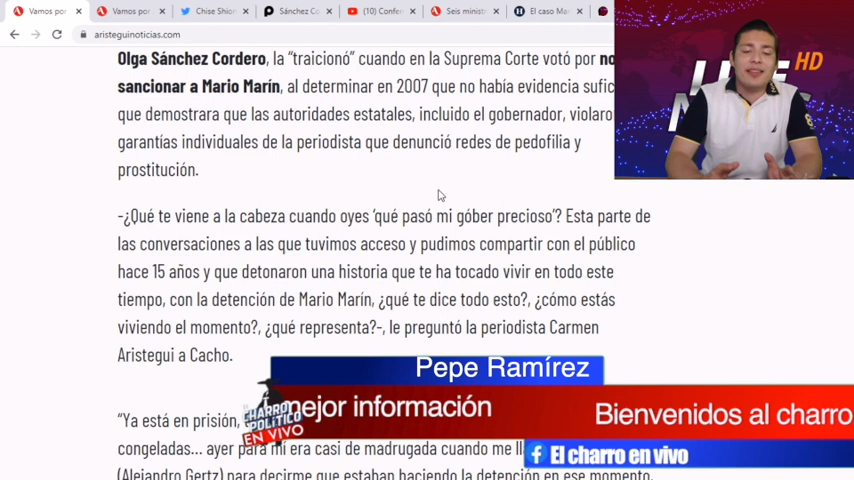 Vamos por
Vamos por
Chise Shiori
Sánchez Co
(10) Confer
Seis minist
El caso Mar
aristeguinoticias.com
HD
Olga Sánchez Cordero, la “traicionó” cuando en la Suprema Corte votó por no
sancionar a Mario Marín, al determinar en 2007 que no había evidencia sufic
que demostrara que las autoridades estatales, incluido el gobernador, violaro
garantías individuales de la periodista que denunció redes de pedofilia y
prostitución.
-¿Qué te viene a la cabeza cuando oyes ‘qué pasó mi góber precioso’? Esta parte de
las conversaciones a las que tuvimos acceso y pudimos compartir con el público
hace 15 años y que detonaron una historia que te ha tocado vivir en todo este
tiempo, con la detención de Mario Marín, ¿qué te dice todo esto?, ¿cómo estás
viviendo el momento?, ¿qué representa?-, le preguntó la periodista Carmen
Aristegui a Cacho.
Pepe Ramírez
mejor información
Bienvenidos al charro
CHARRO POLÍTICO
EN VIVO
El charro en vivo
“Ya está en prisión,
congeladas… ayer para mí era casi de madrugada cuando me
(Alejandro Gertz) para decirme que estaban haciendo la detención en ese momento.